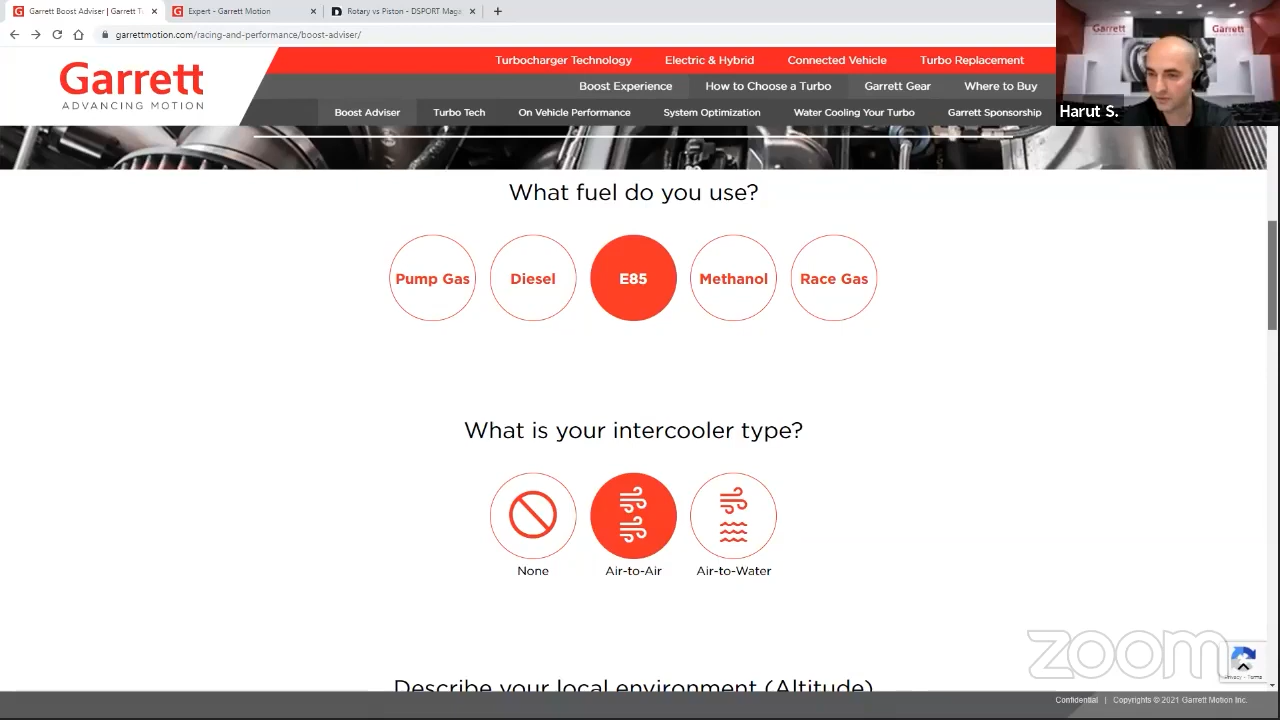 Garrett Boost Adviser | Garrett T
Expert - Garrett Motion
Rotary vs Piston - DSPORT Maga
garrettmotion.com/racing-and-performance/boost-adviser/
Garrett
ADVANCING MOTION
Turbocharger Technology Electric & Hybrid Connected Vehicle Turbo Replacement
Boost Experience How to Choose a Turbo Garrett Gear Where to Buy
Boost Adviser Turbo Tech On Vehicle Performance System Optimization Water Cooling Your Turbo Garrett Sponsorship
Garrett Garrett
Harut S.
What fuel do you use?
Pump Gas Diesel E85 Methanol Race Gas
What is your intercooler type?
None Air-to-Air Air-to-Water
Describe your local environment (Altitude)
zoom
Privacy - Terms
Confidential | Copyrights © 2021 Garrett Motion Inc.